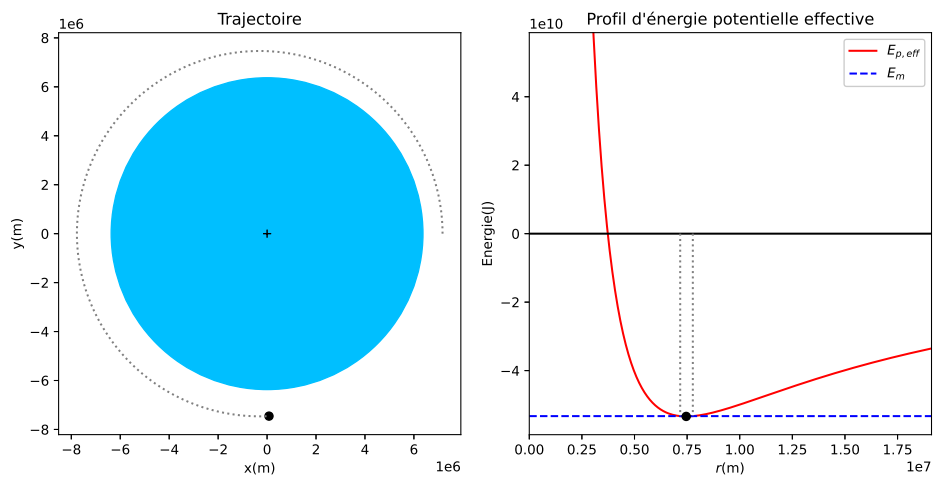 Trajectoire
1e6
8
6
4
2
0
−2
−4
−6
−8
y(m)
−8 −6 −4 −2 0 2 4 6 8
1e6
x(m)
Profil d'énergie potentielle effective
1e10
4
2
0
−2
−4
Energie(J)
E_{p,eff}
E_m
0.00 0.25 0.50 0.75 1.00 1.25 1.50 1.75
1e7
r(m)